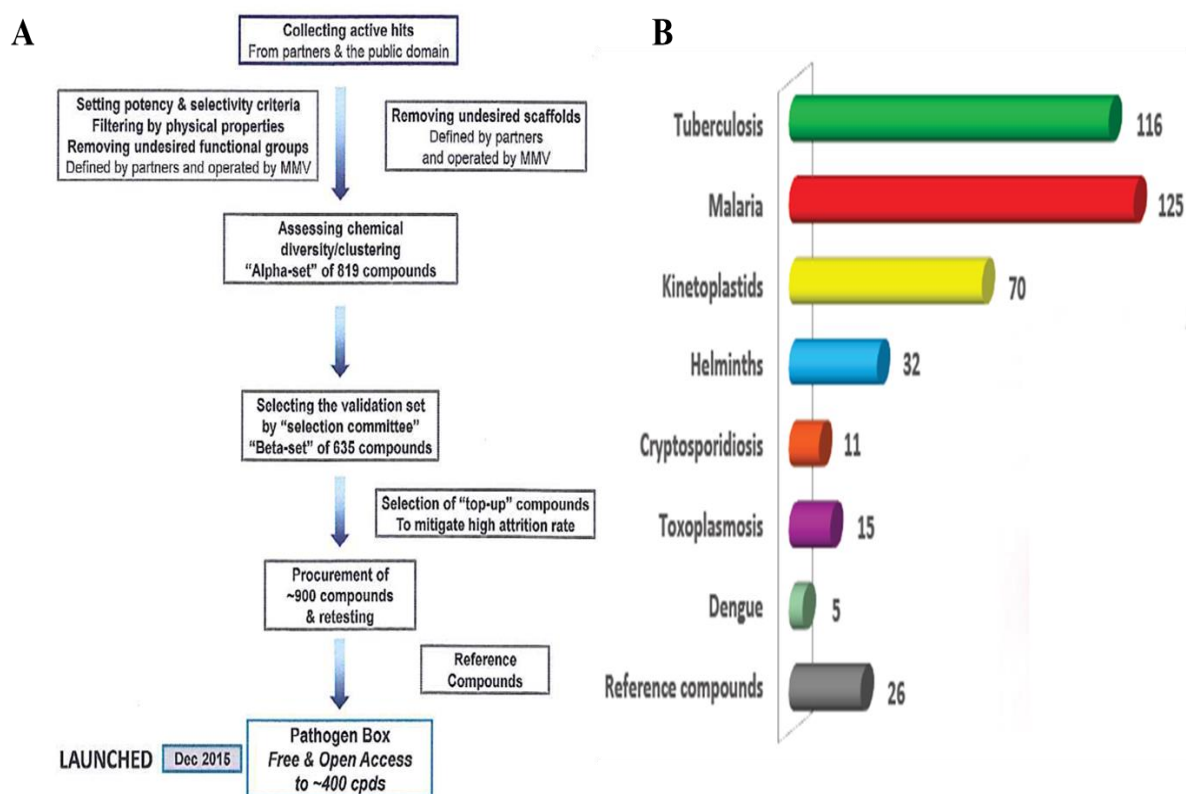 A
Collecting active hits
From partners & the public domain
Setting potency & selectivity criteria
Filtering by physical properties
Removing undesired functional groups
Defined by partners and operated by MMV
Removing undesired scaffolds
Defined by partners
and operated by MMV
Assessing chemical
diversity/clustering
“Alpha-set” of 819 compounds
Selecting the validation set
by “selection committee”
“Beta-set” of 635 compounds
Selection of “top-up” compounds
To mitigate high attrition rate
Procurement of
~900 compounds
& retesting
Reference
Compounds
LAUNCHED
Dec 2015
Pathogen Box
Free & Open Access
to ~400 cpds
B
Tuberculosis 116
Malaria 125
Kinetoplastids 70
Helminths 32
Cryptosporidiosis 11
Toxoplasmosis 15
Dengue 5
Reference compounds 26